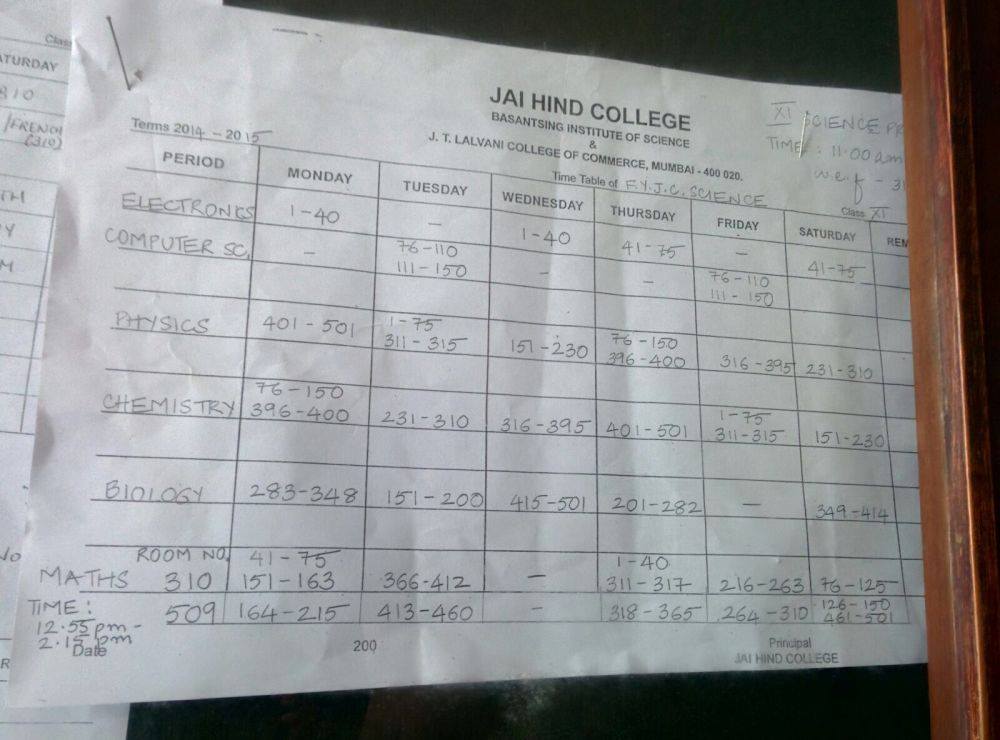 JAI HIND COLLEGE
BASANTSING INSTITUTE OF SCIENCE
&
J. T. LALVANI COLLEGE OF COMMERCE, MUMBAI - 400 020.
XI SCIENCE PR
TIME : 11.00 am
w.e.f - 31
Terms 2014 - 2015
Time Table of F.Y.J.C. SCIENCE
Class XI
PERIOD MONDAY TUESDAY WEDNESDAY THURSDAY FRIDAY SATURDAY REM
ELECTRONICS 1-40 - 1-40 41-75 - 41-75
COMPUTER SC. - 76-110 - - 76-110
111-150 111-150
PHYSICS 401-501 1-75 151-230 76-150 316-395 231-310
311-315 396-400
CHEMISTRY 76-150 231-310 316-395 401-501 1-75 151-230
396-400 311-315
BIOLOGY 283-348 151-200 415-501 201-282 - 349-414
ROOM NO. 41-75 1-40
MATHS 310 151-163 366-412 - 311-317 216-263 76-125
TIME : 509 164-215 413-460 - 318-365 264-310 126-150
461-501
12.55 pm -
2.15 pm
Date
200
Principal
JAI HIND COLLEGE
Class
ATURDAY
310
/FRENCH
(310)
TH
Y
M
No
R